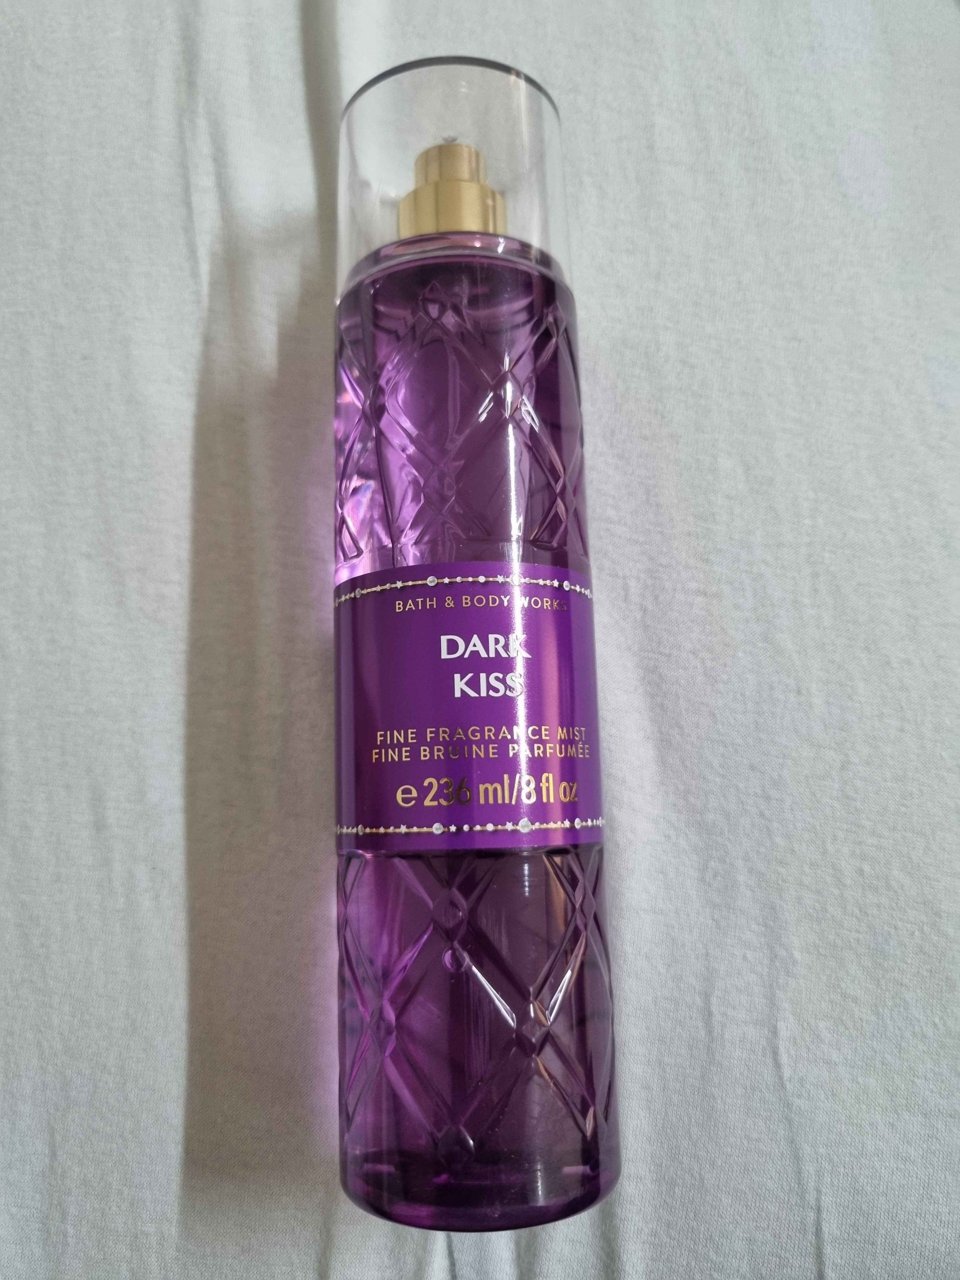 BATH & BODY WORKS
DARK
KISS
FINE FRAGRANCE MIST
FINE BRUINE PARFUMÉE
℮ 236 ml/8 fl oz